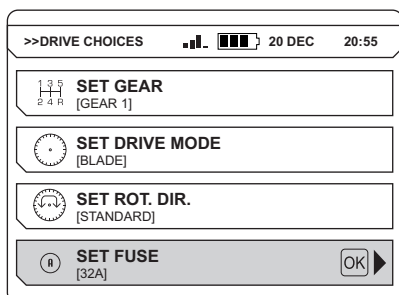 >>DRIVE CHOICES 20 DEC 20:55
1 3 5
2 4 R
SET GEAR
[GEAR 1]
SET DRIVE MODE
[BLADE]
SET ROT. DIR.
[STANDARD]
A
SET FUSE
[32A]
OK